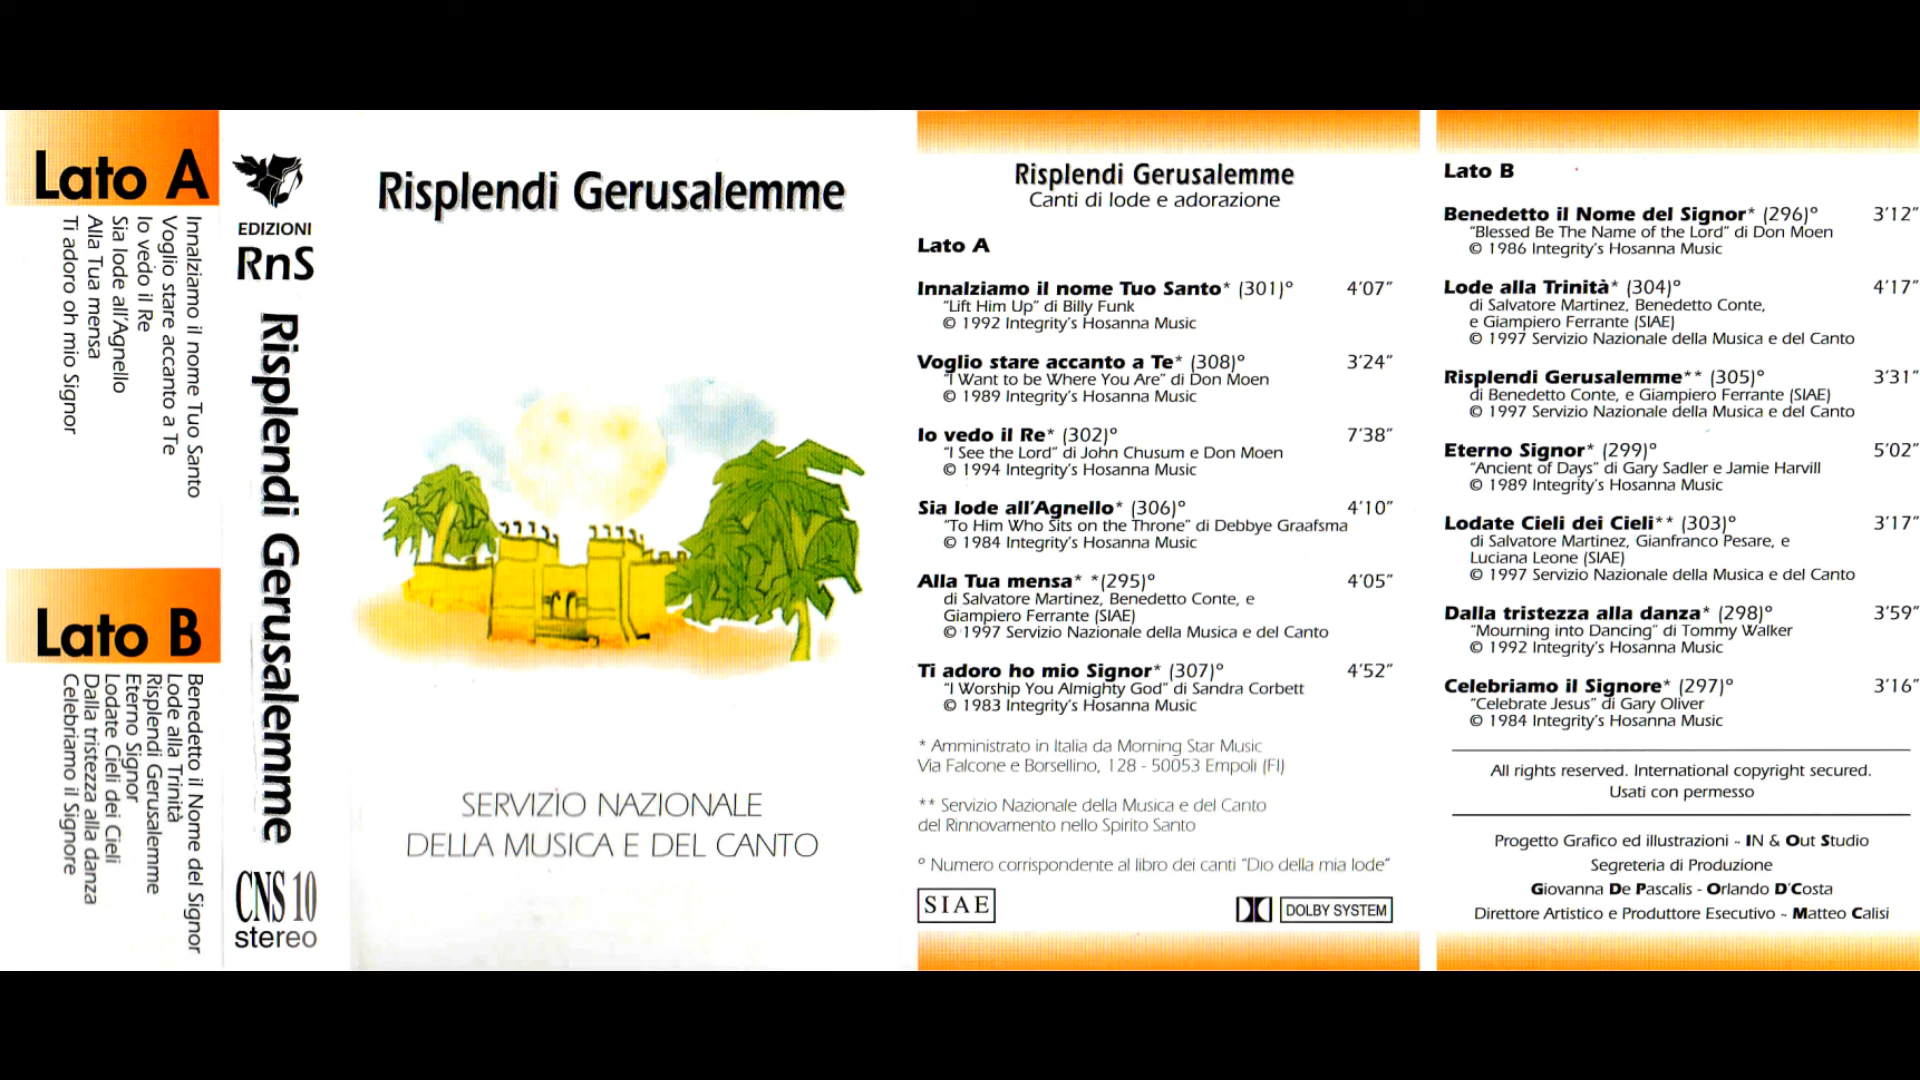 Lato A
Innalziamo il nome Tuo Santo
Voglio stare accanto a Te
Io vedo il Re
Sia lode all'Agnello
Alla Tua mensa
Ti adoro oh mio Signor
Lato B
Benedetto il Nome del Signor
Lode alla Trinità
Risplendi Gerusalemme
Eterno Signor
Lodate Cieli dei Cieli
Dalla tristezza alla danza
Celebriamo il Signore
EDIZIONI
RnS
Risplendi Gerusalemme
CNS 10
stereo
Risplendi Gerusalemme
SERVIZIO NAZIONALE
DELLA MUSICA E DEL CANTO
Risplendi Gerusalemme
Canti di lode e adorazione
Lato A
Innalziamo il nome Tuo Santo* (301)° 4'07"
"Lift Him Up" di Billy Funk
© 1992 Integrity's Hosanna Music
Voglio stare accanto a Te* (308)° 3'24"
"I Want to be Where You Are" di Don Moen
© 1989 Integrity's Hosanna Music
Io vedo il Re* (302)° 7'38"
"I See the Lord" di John Chusum e Don Moen
© 1994 Integrity's Hosanna Music
Sia lode all'Agnello* (306)° 4'10"
"To Him Who Sits on the Throne" di Debbye Graafsma
© 1984 Integrity's Hosanna Music
Alla Tua mensa* *(295)° 4'05"
di Salvatore Martinez, Benedetto Conte, e
Giampiero Ferrante (SIAE)
© 1997 Servizio Nazionale della Musica e del Canto
Ti adoro ho mio Signor* (307)° 4'52"
"I Worship You Almighty God" di Sandra Corbett
© 1983 Integrity's Hosanna Music
* Amministrato in Italia da Morning Star Music
Via Falcone e Borsellino, 128 - 50053 Empoli (FI)
** Servizio Nazionale della Musica e del Canto
del Rinnovamento nello Spirito Santo
° Numero corrispondente al libro dei canti "Dio della mia lode"
SIAE
DOLBY SYSTEM
Lato B
Benedetto il Nome del Signor* (296)° 3'12"
"Blessed Be The Name of the Lord" di Don Moen
© 1986 Integrity's Hosanna Music
Lode alla Trinità* (304)° 4'17"
di Salvatore Martinez, Benedetto Conte,
e Giampiero Ferrante (SIAE)
© 1997 Servizio Nazionale della Musica e del Canto
Risplendi Gerusalemme** (305)° 3'31"
di Benedetto Conte, e Giampiero Ferrante (SIAE)
© 1997 Servizio Nazionale della Musica e del Canto
Eterno Signor* (299)° 5'02"
"Ancient of Days" di Gary Sadler e Jamie Harvill
© 1989 Integrity's Hosanna Music
Lodate Cieli dei Cieli** (303)° 3'17"
di Salvatore Martinez, Gianfranco Pesare, e
Luciana Leone (SIAE)
© 1997 Servizio Nazionale della Musica e del Canto
Dalla tristezza alla danza* (298)° 3'59"
"Mourning into Dancing" di Tommy Walker
© 1992 Integrity's Hosanna Music
Celebriamo il Signore* (297)° 3'16"
"Celebrate Jesus" di Gary Oliver
© 1984 Integrity's Hosanna Music
All rights reserved. International copyright secured.
Usati con permesso
Progetto Grafico ed illustrazioni - IN & Out Studio
Segreteria di Produzione
Giovanna De Pascalis - Orlando D'Costa
Direttore Artistico e Produttore Esecutivo - Matteo Calisi